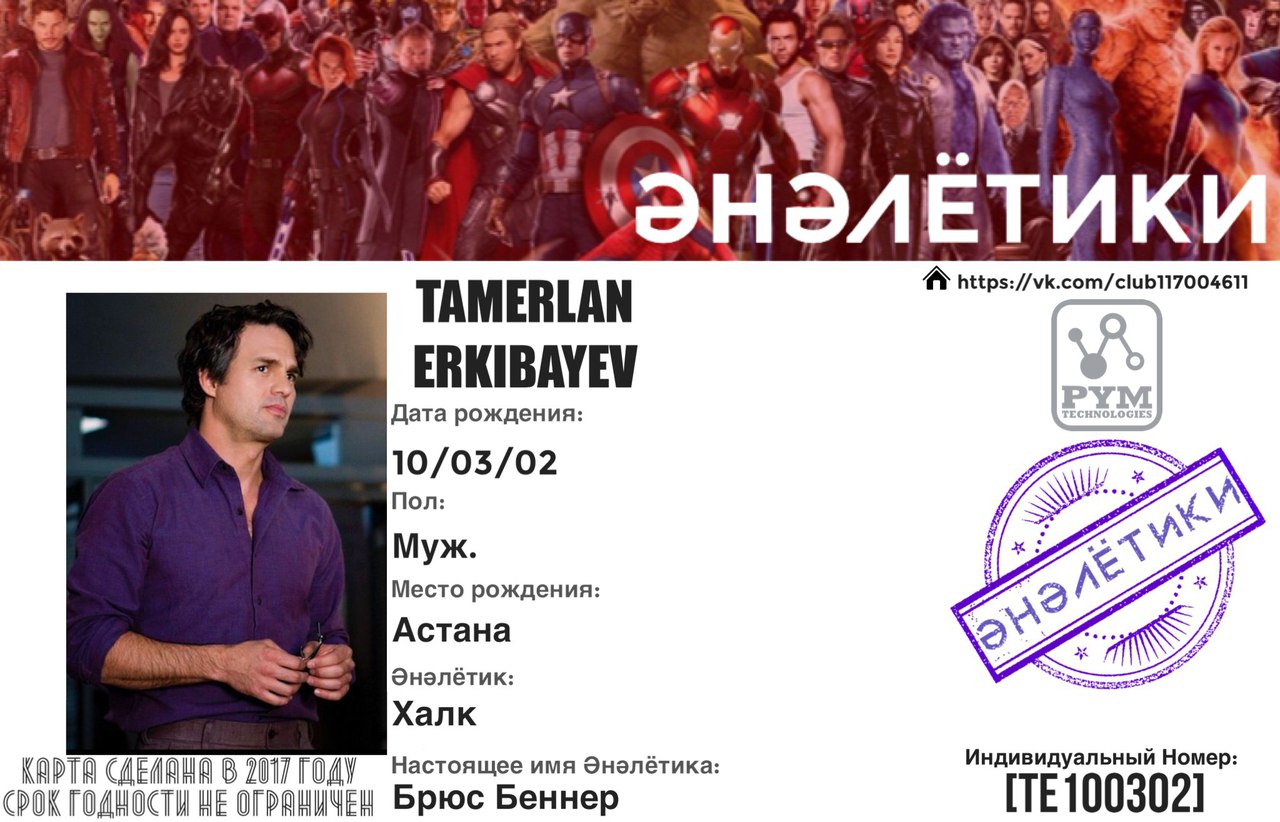 ӘНӘЛЁТИКИ
https://vk.com/club117004611
TAMERLAN
ERKIBAYEV
PYM
TECHNOLOGIES
Дата рождения:
10/03/02
Пол:
Муж.
Место рождения:
Астана
ӘНӘЛЁТИКИ
Әнәлётик:
Халк
Настоящее имя Әнәлётика:
Брюс Беннер
КАРТА СДЕЛАНА В 2017 ГОДУ
СРОК ГОДНОСТИ НЕ ОГРАНИЧЕН
Индивидуальный Номер:
[TE100302]